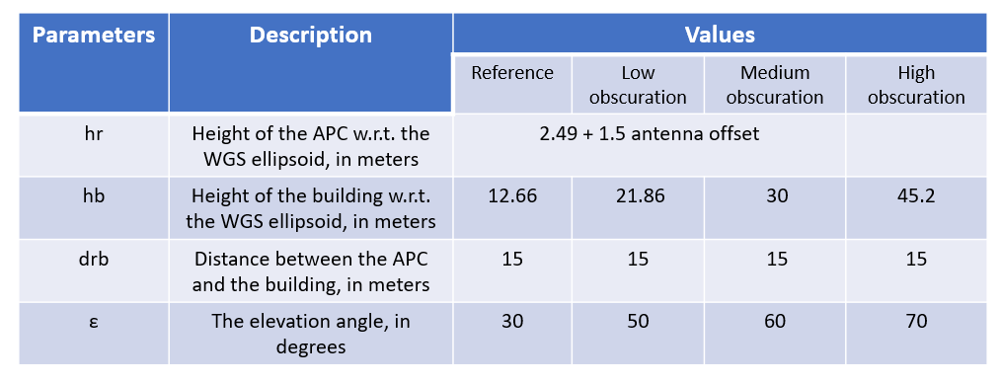 Parameters Description Values
Reference Low obscuration Medium obscuration High obscuration
hr Height of the APC w.r.t. the WGS ellipsoid, in meters 2.49 + 1.5 antenna offset
hb Height of the building w.r.t. the WGS ellipsoid, in meters 12.66 21.86 30 45.2
drb Distance between the APC and the building, in meters 15 15 15 15
ε The elevation angle, in degrees 30 50 60 70